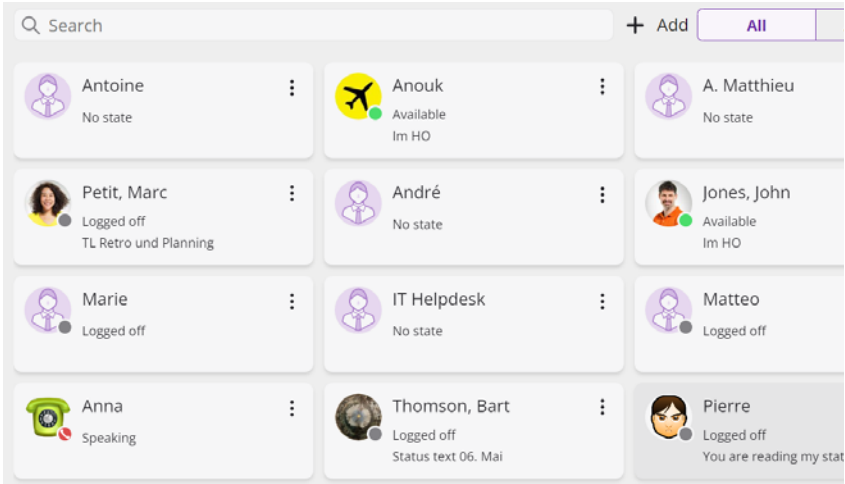 Search
Add
All
Antoine
No state
Anouk
Available
Im HO
A. Matthieu
No state
Petit, Marc
Logged off
TL Retro und Planning
André
No state
Jones, John
Available
Im HO
Marie
Logged off
IT Helpdesk
No state
Matteo
Logged off
Anna
Speaking
Thomson, Bart
Logged off
Status text 06. Mai
Pierre
Logged off
You are reading my stat